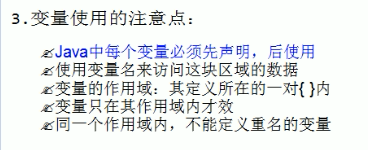 3.变量使用的注意点：
✍Java中每个变量必须先声明，后使用
✍使用变量名来访问这块区域的数据
✍变量的作用域：其定义所在的一对{ }内
✍变量只在其作用域内才效
✍同一个作用域内，不能定义重名的变量